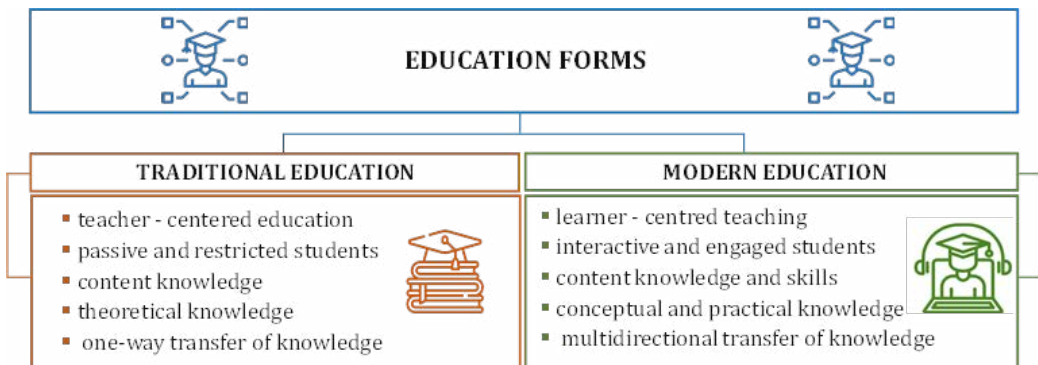 EDUCATION FORMS
TRADITIONAL EDUCATION
▪ teacher - centered education
▪ passive and restricted students
▪ content knowledge
▪ theoretical knowledge
▪ one-way transfer of knowledge
MODERN EDUCATION
▪ learner - centred teaching
▪ interactive and engaged students
▪ content knowledge and skills
▪ conceptual and practical knowledge
▪ multidirectional transfer of knowledge